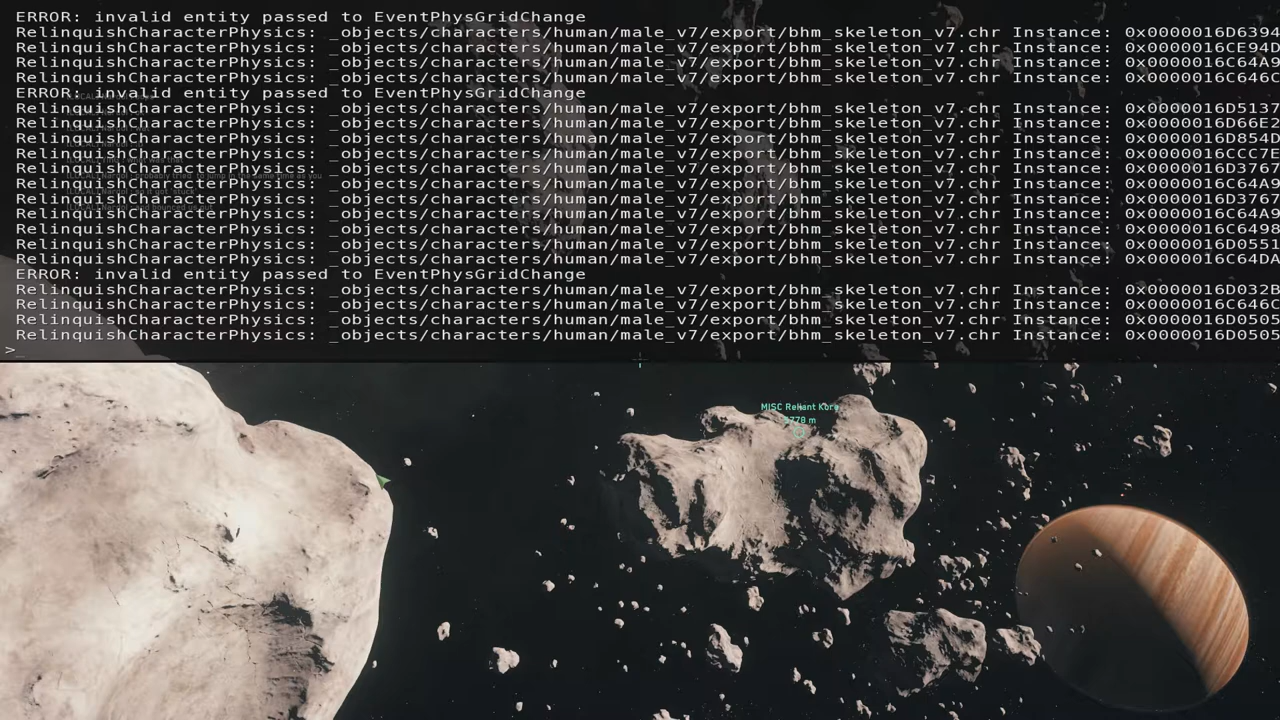 ERROR: invalid entity passed to EventPhysGridChange
RelinquishCharacterPhysics: _objects/characters/human/male_v7/export/bhm_skeleton_v7.chr Instance: 0x0000016D6394
RelinquishCharacterPhysics: _objects/characters/human/male_v7/export/bhm_skeleton_v7.chr Instance: 0x0000016CE94D
RelinquishCharacterPhysics: _objects/characters/human/male_v7/export/bhm_skeleton_v7.chr Instance: 0x0000016C64A9
RelinquishCharacterPhysics: _objects/characters/human/male_v7/export/bhm_skeleton_v7.chr Instance: 0x0000016C646C
ERROR: invalid entity passed to EventPhysGridChange
RelinquishCharacterPhysics: _objects/characters/human/male_v7/export/bhm_skeleton_v7.chr Instance: 0x0000016D5137
RelinquishCharacterPhysics: _objects/characters/human/male_v7/export/bhm_skeleton_v7.chr Instance: 0x0000016D66E2
RelinquishCharacterPhysics: _objects/characters/human/male_v7/export/bhm_skeleton_v7.chr Instance: 0x0000016D854D
RelinquishCharacterPhysics: _objects/characters/human/male_v7/export/bhm_skeleton_v7.chr Instance: 0x0000016CCC7E
RelinquishCharacterPhysics: _objects/characters/human/male_v7/export/bhm_skeleton_v7.chr Instance: 0x0000016D3767
RelinquishCharacterPhysics: _objects/characters/human/male_v7/export/bhm_skeleton_v7.chr Instance: 0x0000016C64A9
RelinquishCharacterPhysics: _objects/characters/human/male_v7/export/bhm_skeleton_v7.chr Instance: 0x0000016D3767
RelinquishCharacterPhysics: _objects/characters/human/male_v7/export/bhm_skeleton_v7.chr Instance: 0x0000016C64A9
RelinquishCharacterPhysics: _objects/characters/human/male_v7/export/bhm_skeleton_v7.chr Instance: 0x0000016C6498
RelinquishCharacterPhysics: _objects/characters/human/male_v7/export/bhm_skeleton_v7.chr Instance: 0x0000016D0551
RelinquishCharacterPhysics: _objects/characters/human/male_v7/export/bhm_skeleton_v7.chr Instance: 0x0000016C64DA
ERROR: invalid entity passed to EventPhysGridChange
RelinquishCharacterPhysics: _objects/characters/human/male_v7/export/bhm_skeleton_v7.chr Instance: 0x0000016D032B
RelinquishCharacterPhysics: _objects/characters/human/male_v7/export/bhm_skeleton_v7.chr Instance: 0x0000016C646C
RelinquishCharacterPhysics: _objects/characters/human/male_v7/export/bhm_skeleton_v7.chr Instance: 0x0000016D0505
RelinquishCharacterPhysics: _objects/characters/human/male_v7/export/bhm_skeleton_v7.chr Instance: 0x0000016D0505
>_
MISC Reliant Kore
m